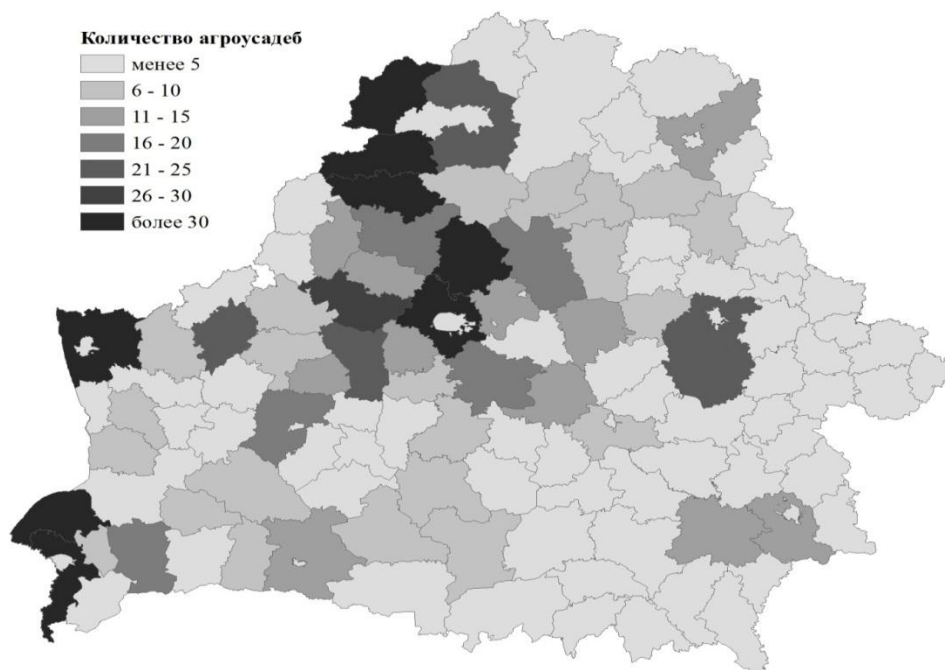 Количество агроусадеб
менее 5
6 - 10
11 - 15
16 - 20
21 - 25
26 - 30
более 30